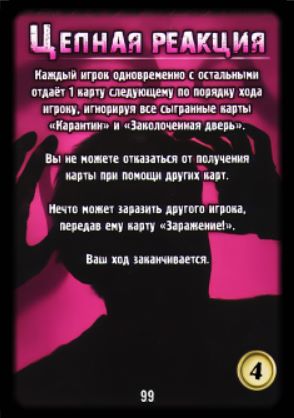 Цепная реакция
Каждый игрок одновременно с остальными
отдаёт 1 карту следующему по порядку хода
игроку, игнорируя все сыгранные карты
«Карантин» и «Заколоченная дверь».
Вы не можете отказаться от получения
карты при помощи других карт.
Нечто может заразить другого игрока,
передав ему карту «Заражение!».
Ваш ход заканчивается.
4
99